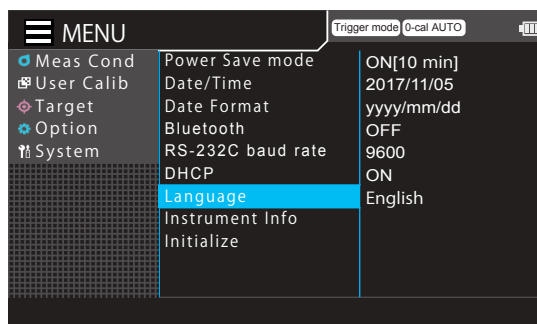 MENU
Trigger mode 0-cal AUTO
Meas Cond
User Calib
Target
Option
System
Power Save mode ON[10 min]
Date/Time 2017/11/05
Date Format yyyy/mm/dd
Bluetooth OFF
RS-232C baud rate 9600
DHCP ON
Language English
Instrument Info
Initialize